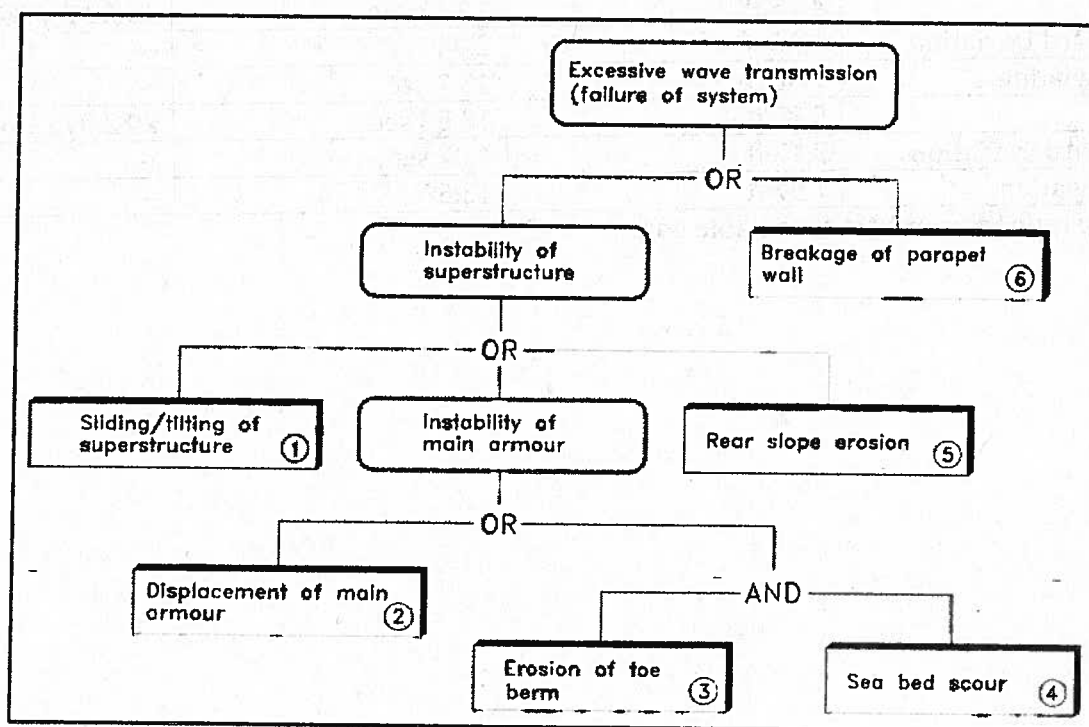 Excessive wave transmission
(failure of system)
OR
Instability of
superstructure
Breakage of parapet
wall
6
OR
Sliding/tilting of
superstructure
1
Instability of
main armour
Rear slope erosion
5
OR
Displacement of main
armour
2
AND
Erosion of toe
berm
3
Sea bed scour
4